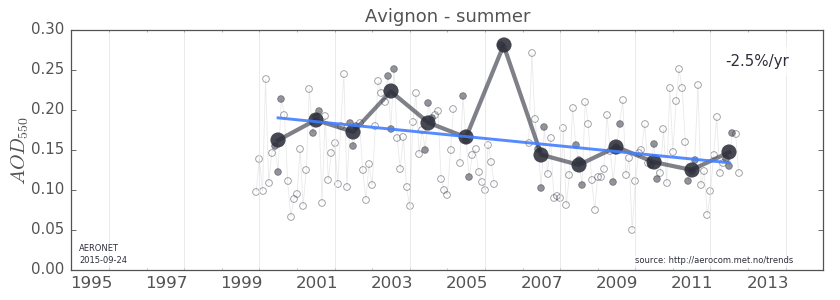 Avignon - summer
0.30
0.25
0.20
0.15
0.10
0.05
0.00
AOD550
-2.5%/yr
AERONET
2015-09-24
source: http://aerocom.met.no/trends
1995 1997 1999 2001 2003 2005 2007 2009 2011 2013